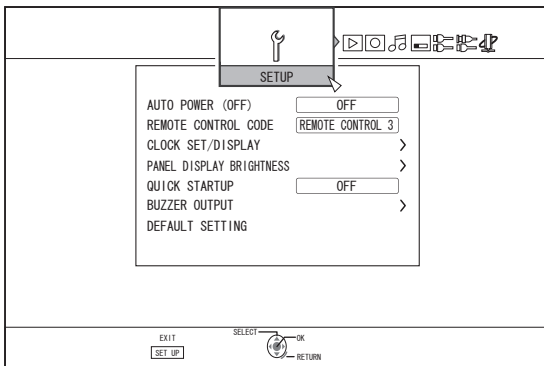 SETUP
AUTO POWER (OFF) OFF
REMOTE CONTROL CODE REMOTE CONTROL 3
CLOCK SET/DISPLAY
PANEL DISPLAY BRIGHTNESS
QUICK STARTUP OFF
BUZZER OUTPUT
DEFAULT SETTING
EXIT
SET UP
SELECT
OK
RETURN